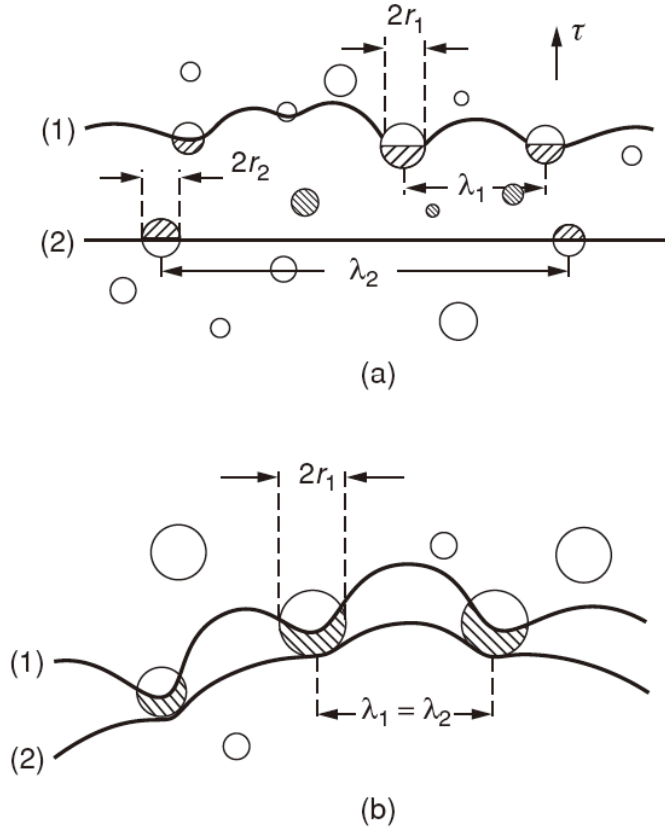 2r₁
τ
(1)
2r₂
λ₁
(2)
λ₂
(a)
2r₁
(1)
λ₁ = λ₂
(2)
(b)